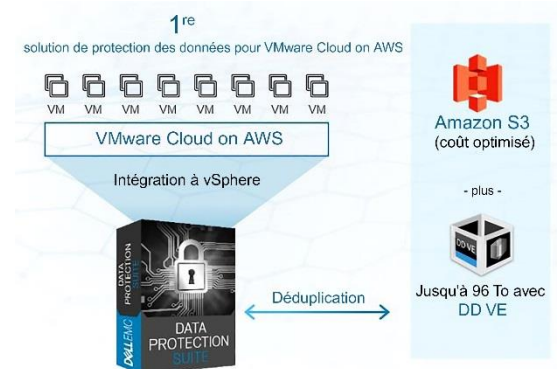 1re
solution de protection des données pour VMware Cloud on AWS
VM VM VM VM VM VM VM VM
VMware Cloud on AWS
Intégration à vSphere
DATA
PROTECTION
SUITE
DELLEMC
DATA
PROTECTION
SUITE
Déduplication
Amazon S3
(coût optimisé)
- plus -
DD VE
Jusqu'à 96 To avec
DD VE